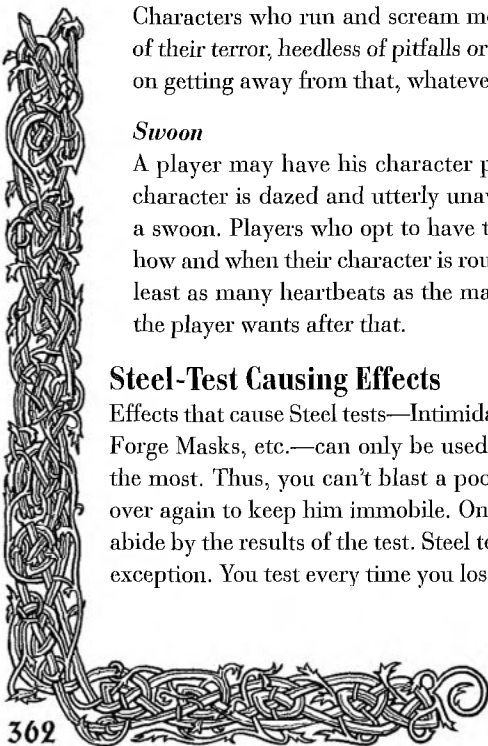 Characters who run and scream m
of their terror, heedless of pitfalls or
on getting away from that, whateve
Swoon
A player may have his character p
character is dazed and utterly una
a swoon. Players who opt to have t
how and when their character is rou
least as many heartbeats as the ma
the player wants after that.
Steel-Test Causing Effects
Effects that cause Steel tests—Intimida
Forge Masks, etc.—can only be used
the most. Thus, you can't blast a poo
over again to keep him immobile. On
abide by the results of the test. Steel te
exception. You test every time you los
362